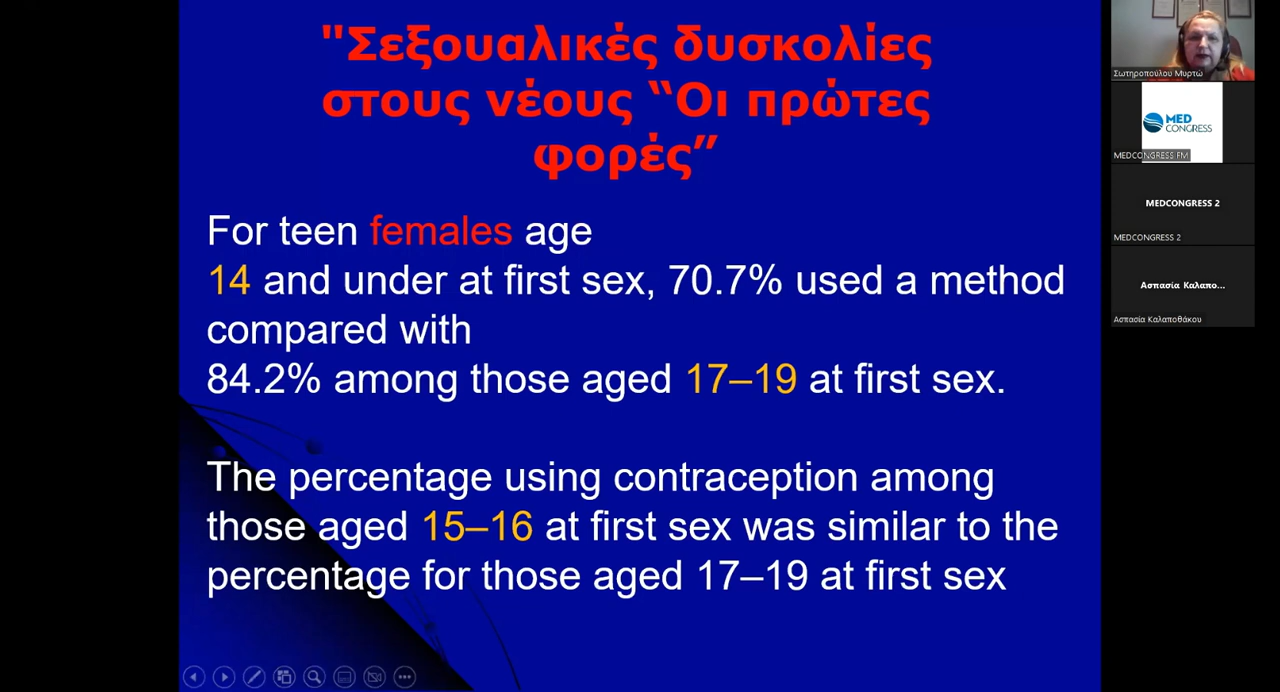 "Σεξουαλικές δυσκολίες
στους νέους “Οι πρώτες
φορές”
For teen females age
14 and under at first sex, 70.7% used a method
compared with
84.2% among those aged 17–19 at first sex.
The percentage using contraception among
those aged 15–16 at first sex was similar to the
percentage for those aged 17–19 at first sex
Σωτηροπούλου Μυρτώ
MED
CONGRESS
MEDCONGRESS FM
MEDCONGRESS 2
MEDCONGRESS 2
Ασπασία Καλαπο...
Ασπασία Καλαποθάκου